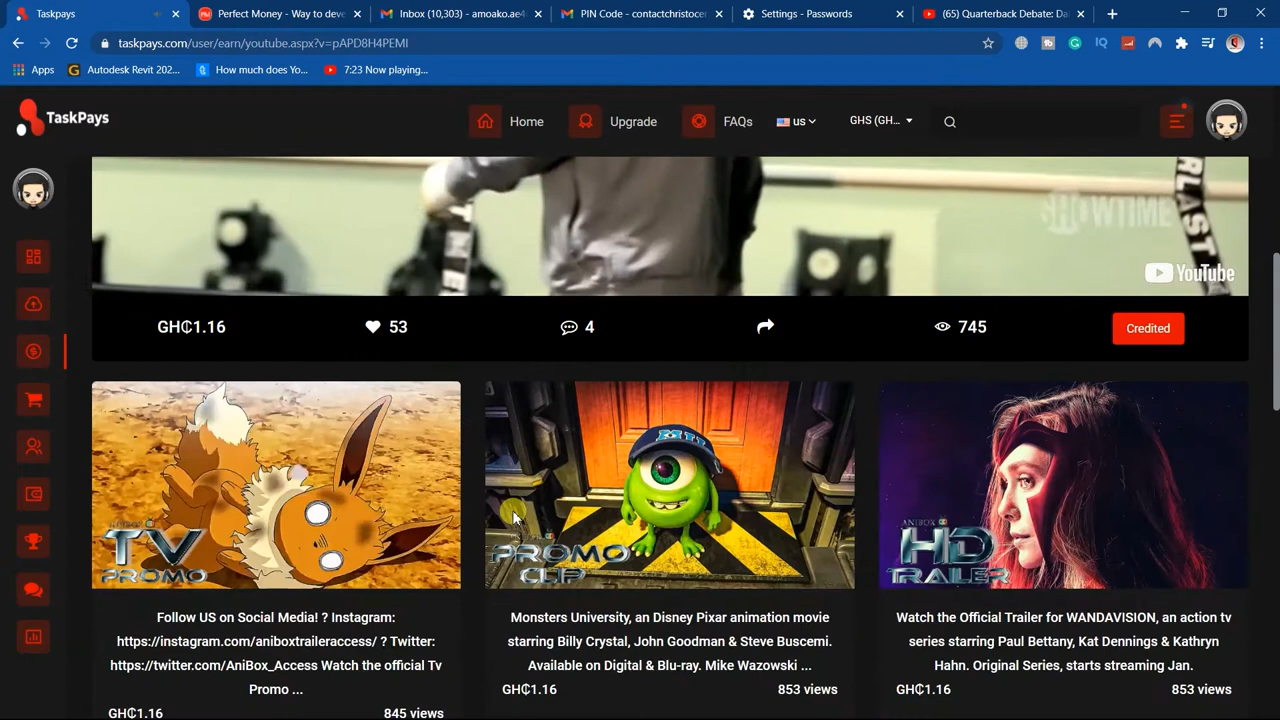 Taskpays
Perfect Money - Way to deve
Inbox (10,303) - amoako.ae4
PIN Code - contactchristocer
Settings - Passwords
(65) Quarterback Debate: Da
taskpays.com/user/earn/youtube.aspx?v=pAPD8H4PEMI
Apps
Autodesk Revit 202...
How much does Yo...
7:23 Now playing...
TaskPays
Home
Upgrade
FAQs
us
GHS (GH...
SHOWTIME
RLAST
YouTube
GH₵1.16
53
4
745
Credited
ANIBOX
TV
PROMO
PROMO
CLIP
ANIBOX
HD
TRAILER
Follow US on Social Media! ? Instagram:
https://instagram.com/aniboxtraileraccess/ ? Twitter:
https://twitter.com/AniBox_Access Watch the official Tv
Promo ...
GH₵1.16
845 views
Monsters University, an Disney Pixar animation movie
starring Billy Crystal, John Goodman & Steve Buscemi.
Available on Digital & Blu-ray. Mike Wazowski ...
GH₵1.16
853 views
Watch the Official Trailer for WANDAVISION, an action tv
series starring Paul Bettany, Kat Dennings & Kathryn
Hahn. Original Series, starts streaming Jan.
GH₵1.16
853 views